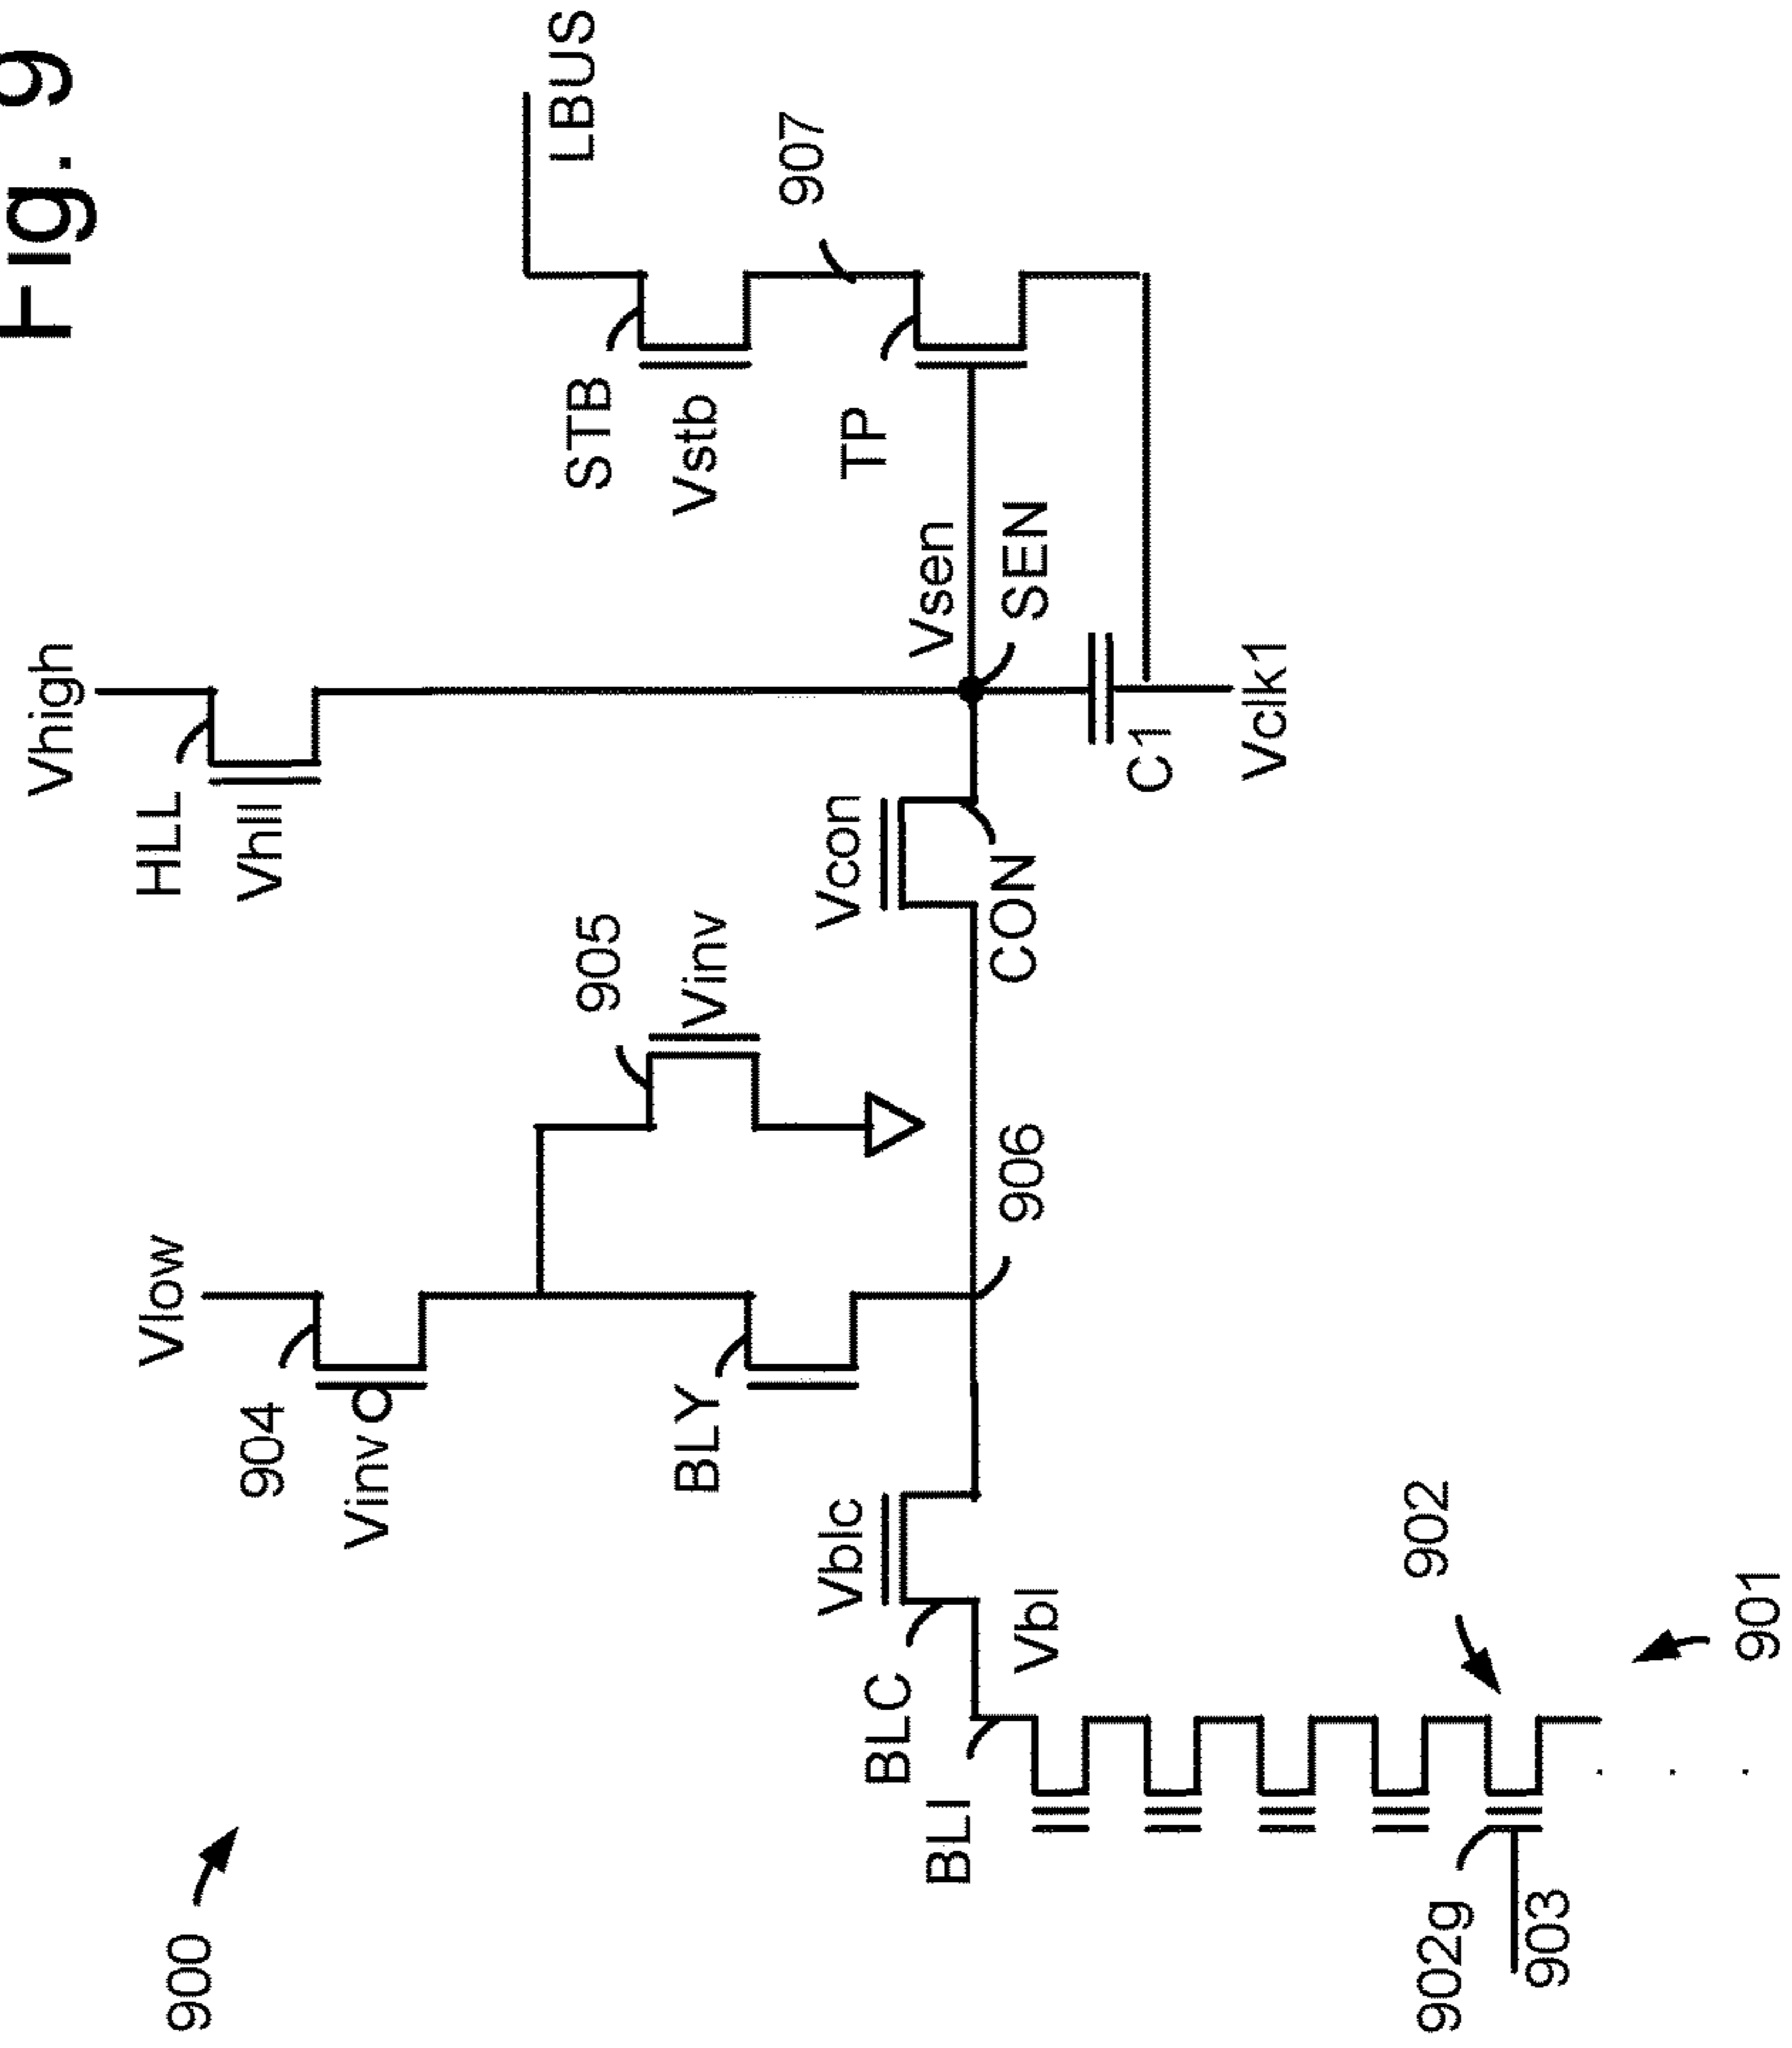 Fig. 9
Vhigh
900
Vlow
HLL
904
Vhll
Vinv
LBUS
905
STB
BLY
Vinv
Vstb
907
Vblc
Vcon
TP
BLC
Vsen
BLI
Vbl
906
CON
SEN
C1
Vclk1
902
902g
903
901